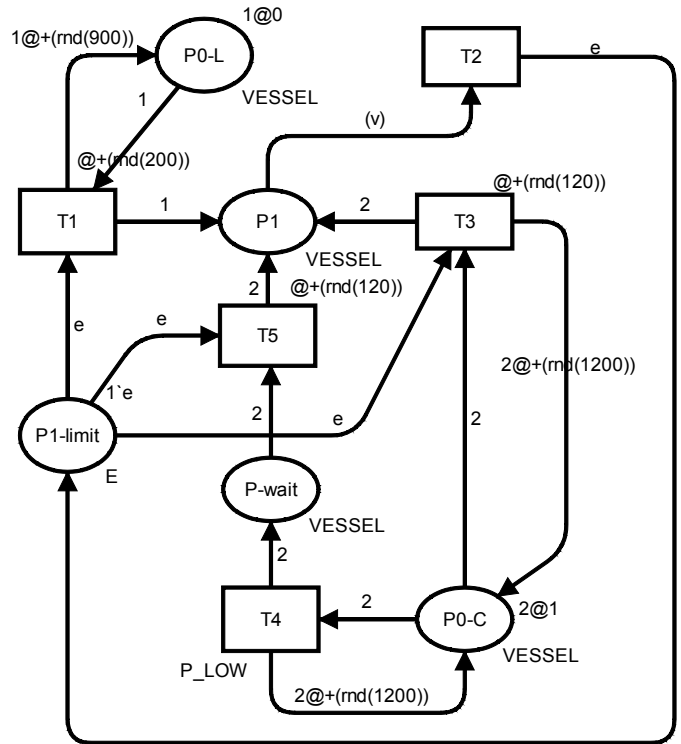 1@0
1@+(rnd(900))
P0-L
T2
e
1
VESSEL
(v)
@+(rnd(200))
@+(rnd(120))
T1
1
P1
2
T3
VESSEL
2
@+(rnd(120))
e
e
T5
2@+(rnd(1200))
1`e
2
e
2
P1-limit
E
P-wait
VESSEL
2
T4
2
P0-C
2@1
P_LOW
VESSEL
2@+(rnd(1200))